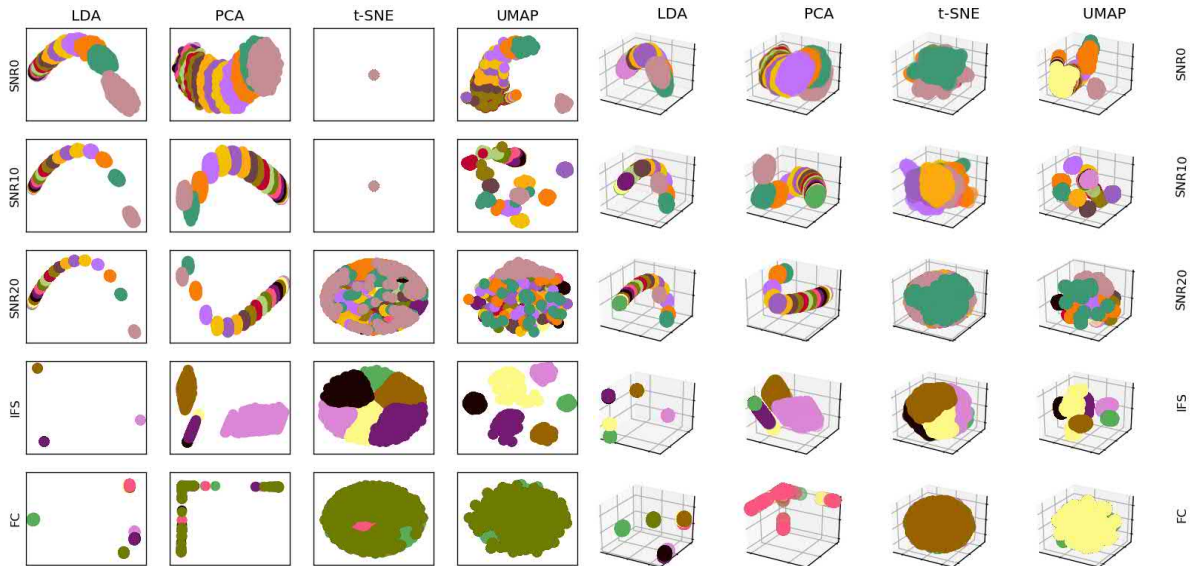 LDA PCA t-SNE UMAP LDA PCA t-SNE UMAP
SNR0 SNR0
SNR10 SNR10
SNR20 SNR20
IFS IFS
FC FC